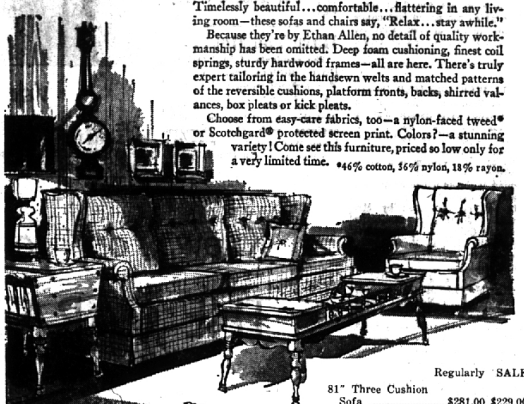 Timelessly beautiful...comfortable...flattering in any liv-
ing room—these sofas and chairs say, "Relax...stay awhile."
Because they're by Ethan Allen, no detail of quality work-
manship has been omitted. Deep foam cushioning, finest coil
springs, sturdy hardwood frames—all are here. There's truly
expert tailoring in the handsewn welts and matched patterns
of the reversible cushions, platform fronts, backs, shirred val-
ances, box pleats or kick pleats.
Choose from easy-care fabrics, too—a nylon-faced tweed*
or Scotchgard® protected screen print. Colors?—a stunning
variety! Come see this furniture, priced so low only for
a very limited time. *46% cotton, 36% nylon, 18% rayon.
Regularly SALE
81" Three Cushion
Sofa $281.00 $229.00